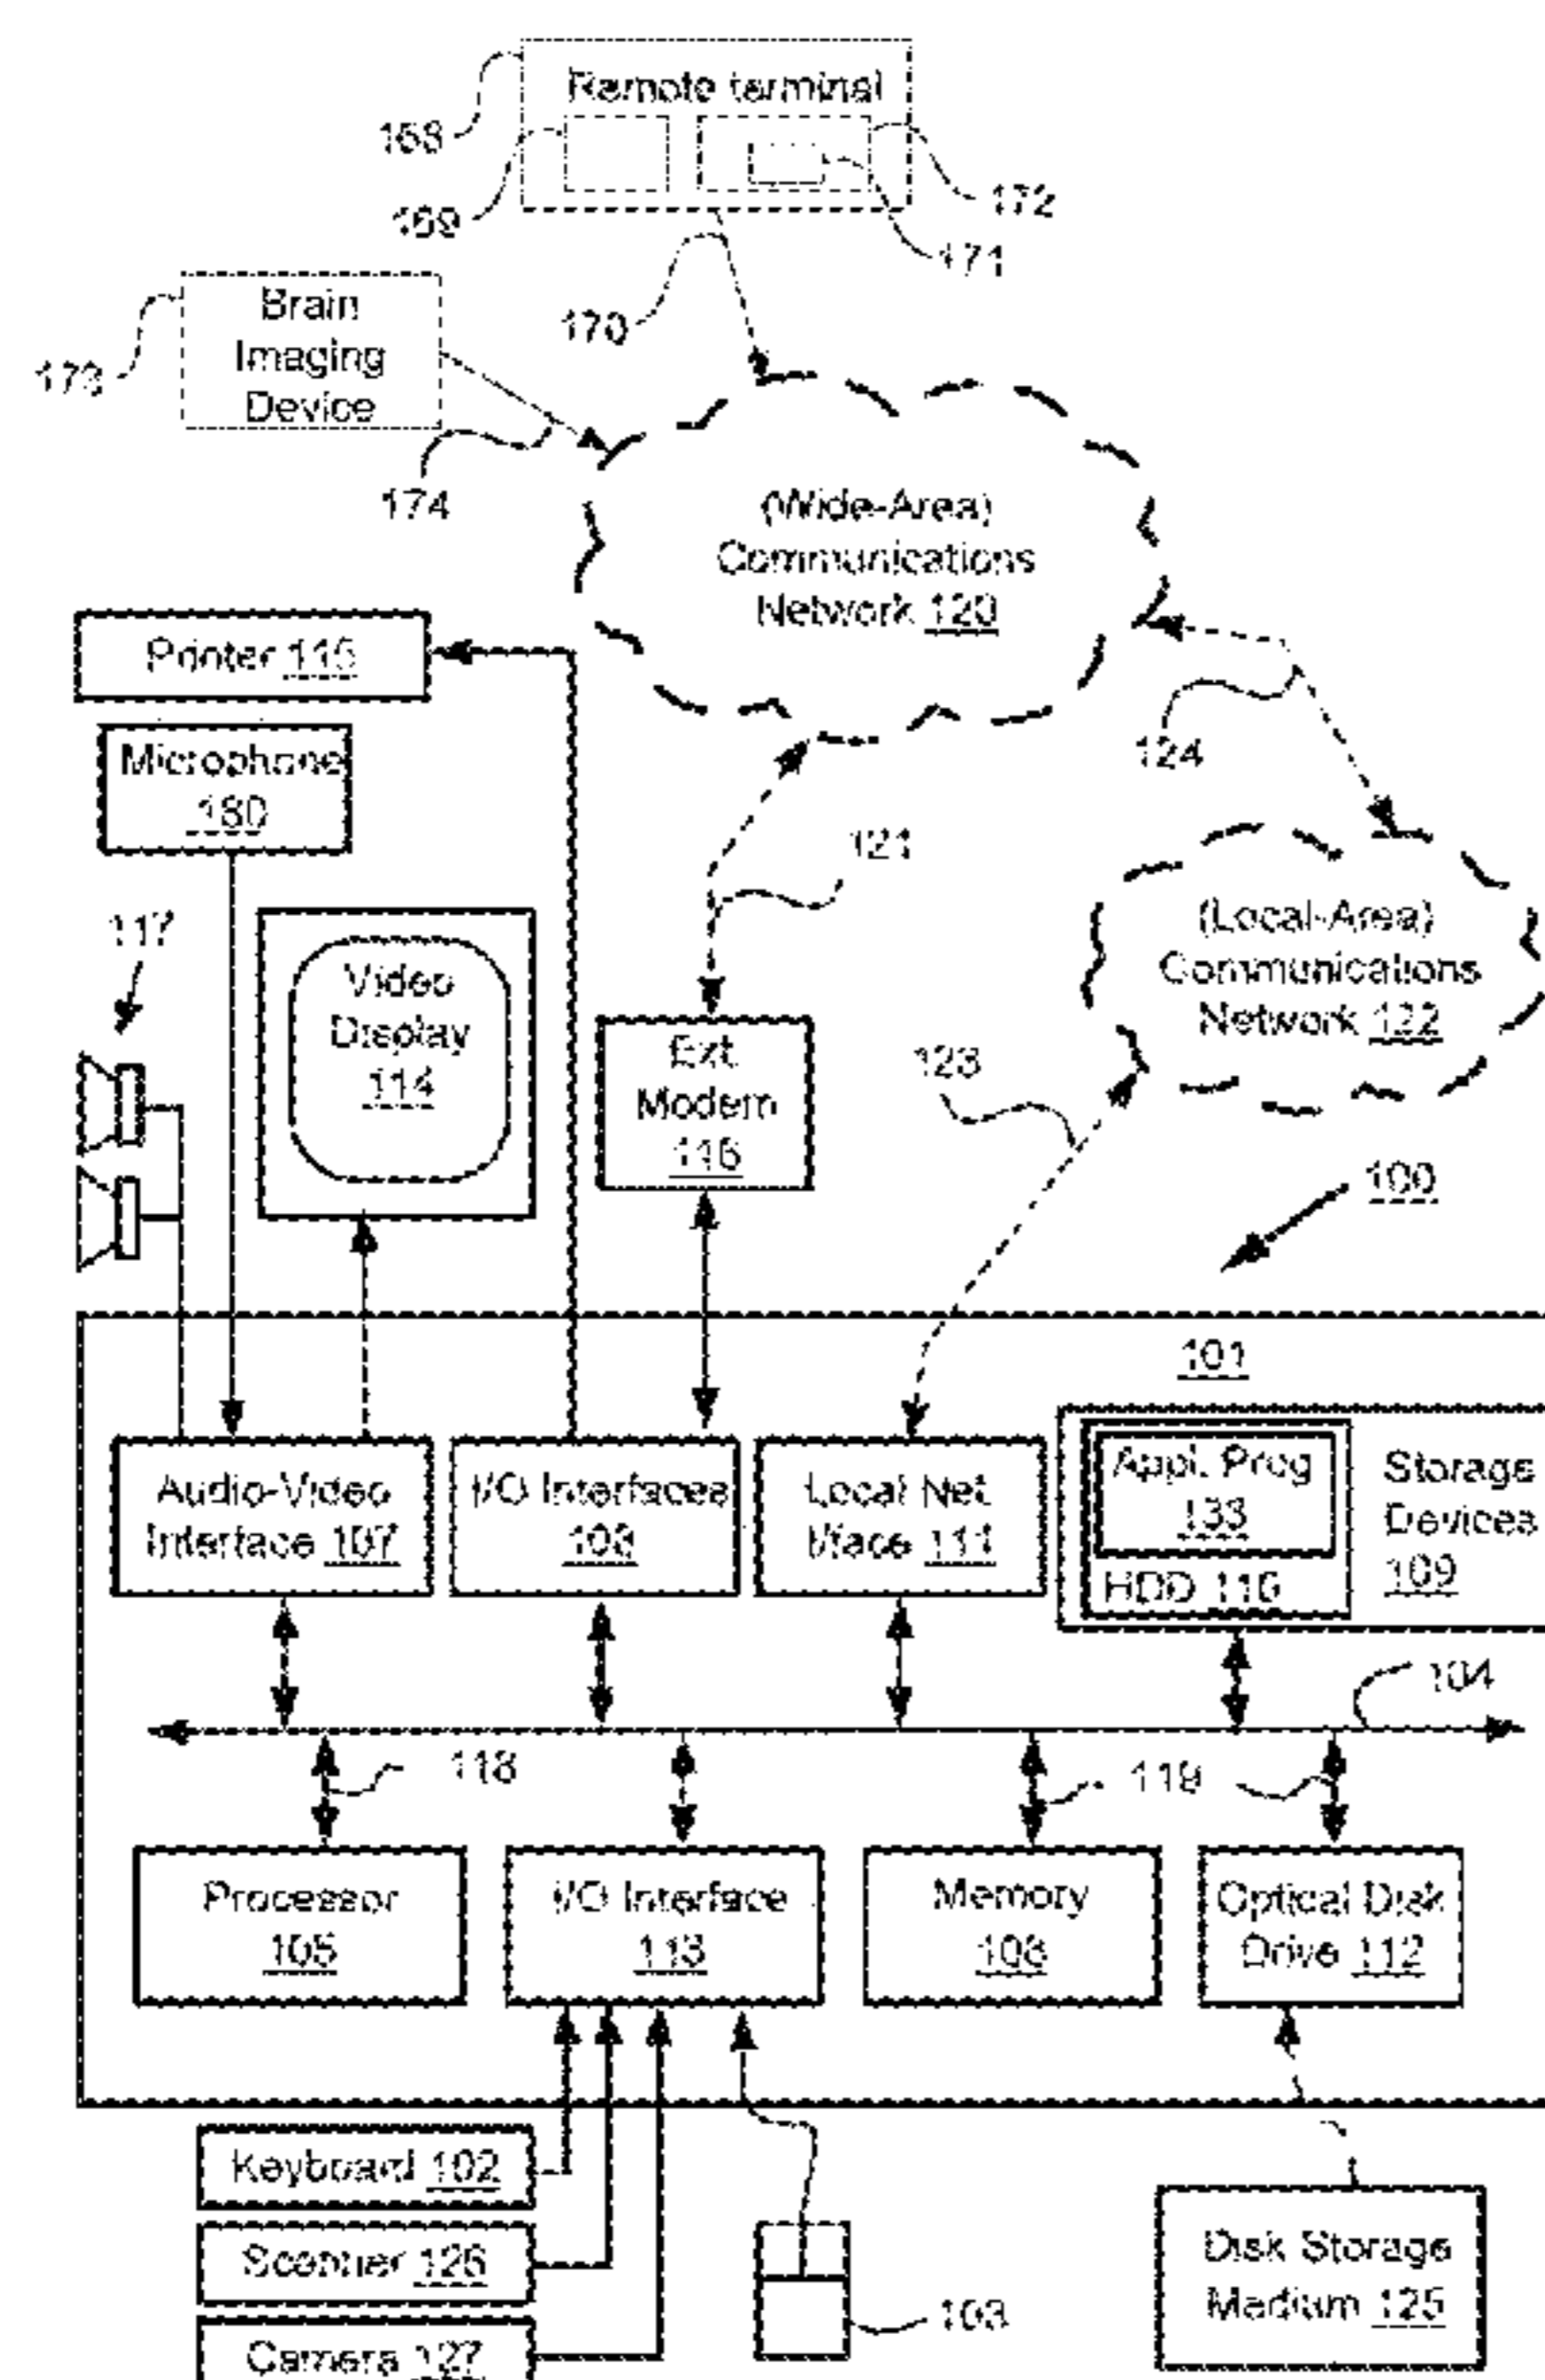 Remote terminal
168
169
172
171
170
Brain
Imaging
Device
173
174
(Wide-Area)
Communications
Network 120
Printer 115
Microphone
180
124
121
117
Video
Display
114
(Local-Area)
Communications
Network 122
Ext.
Modem
116
123
100
101
Audio-Video
Interface 107
I/O Interfaces
108
Local Net.
I/face 111
Appl. Prog
133
HDD 110
Storage
Devices
109
104
118
119
Processor
105
I/O Interface
113
Memory
Optical Disk
Drive 112
Keyboard 102
Scanner 126
Camera 127
103
Disk Storage
Medium 125